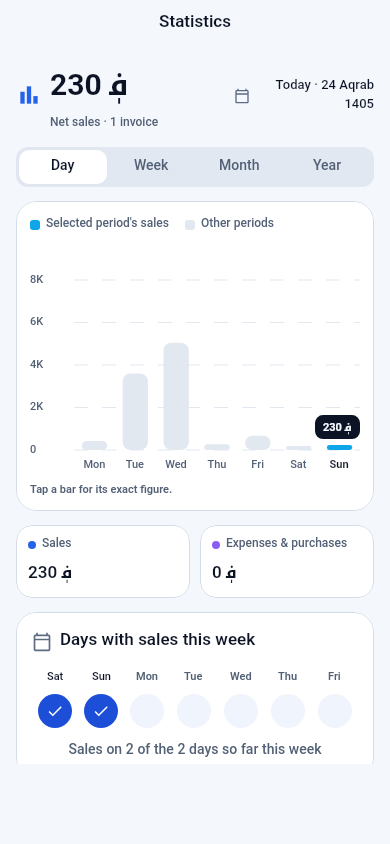 Statistics
230 ؋
Today · 24 Aqrab
1405
Net sales · 1 invoice
Day Week Month Year
Selected period's sales Other periods
8K
6K
4K
2K
230 ؋
0
Mon Tue Wed Thu Fri Sat Sun
Tap a bar for its exact figure.
Sales Expenses & purchases
230 ؋ 0 ؋
Days with sales this week
Sat Sun Mon Tue Wed Thu Fri
Sales on 2 of the 2 days so far this week